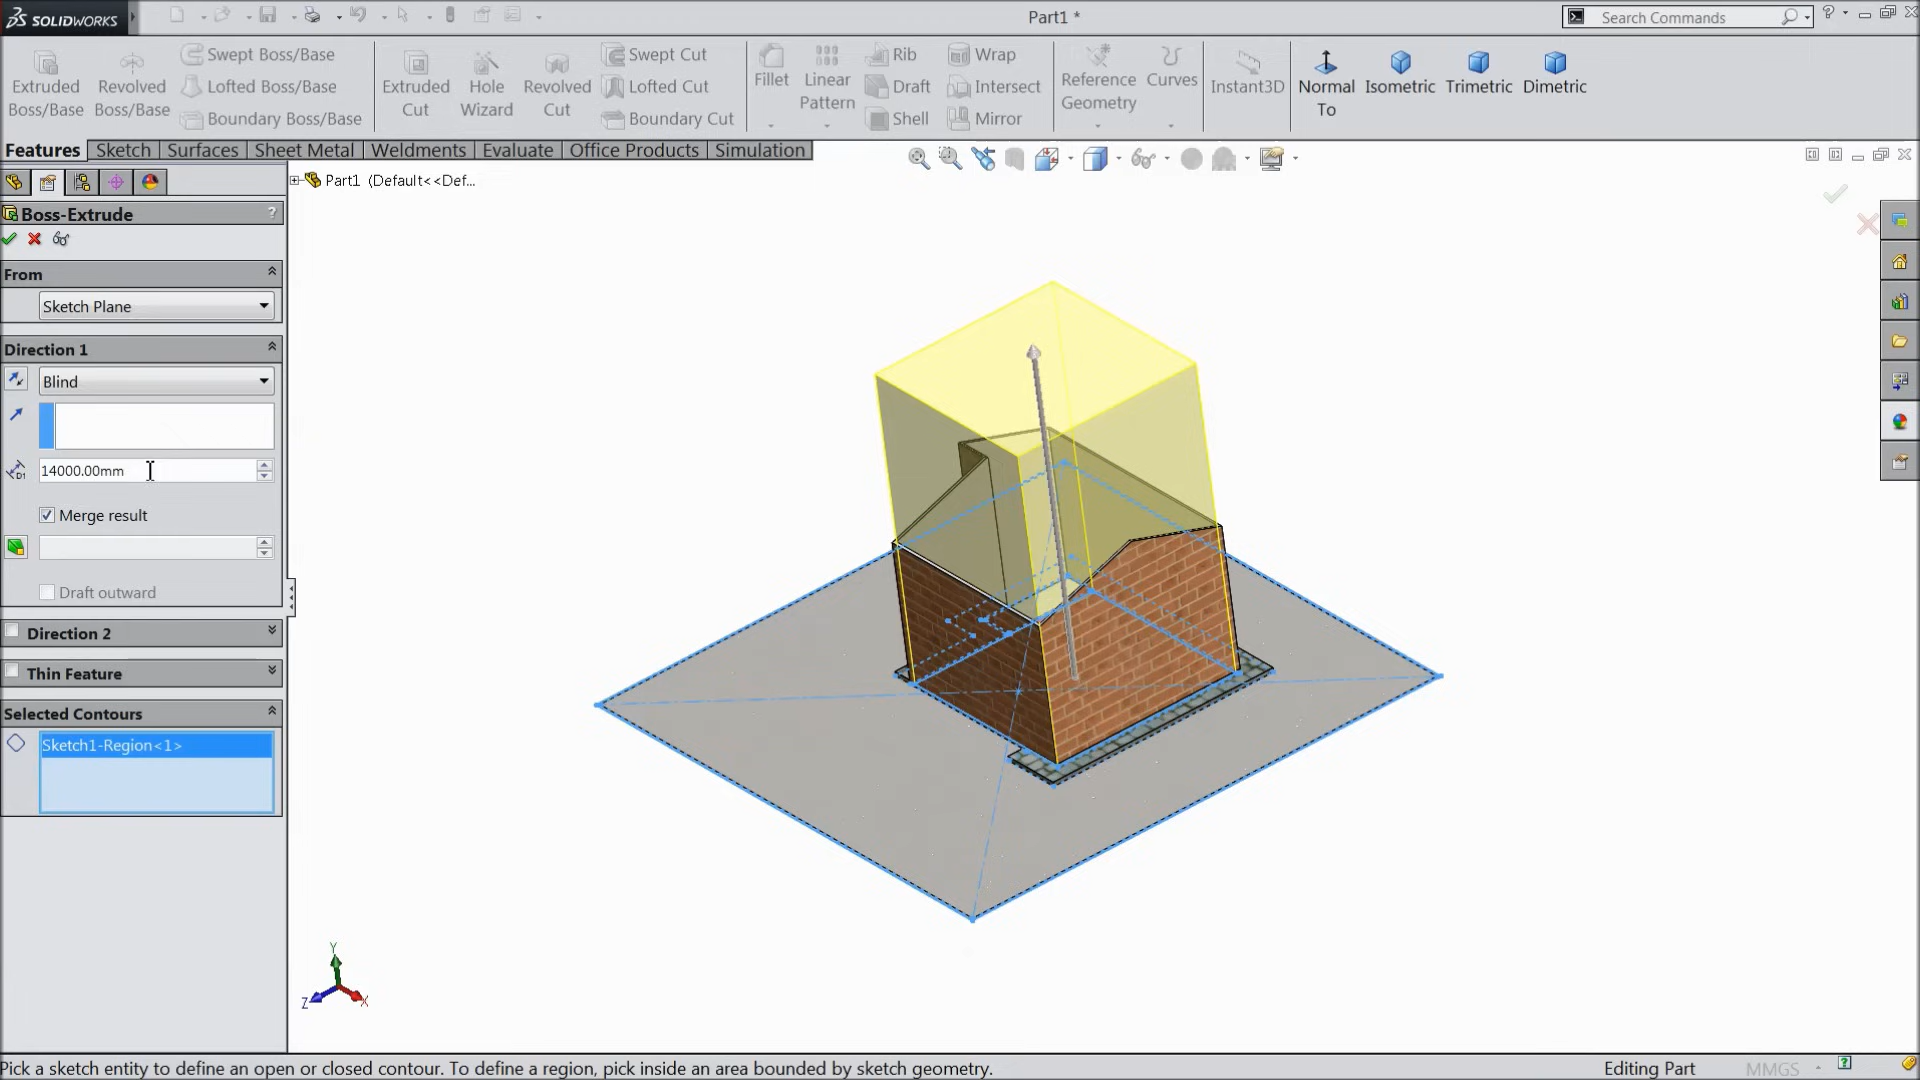 SOLIDWORKS
Part1 *
Search Commands
?
Extruded Boss/Base
Revolved Boss/Base
Swept Boss/Base
Lofted Boss/Base
Boundary Boss/Base
Extruded Cut
Hole Wizard
Revolved Cut
Swept Cut
Lofted Cut
Boundary Cut
Fillet
Linear Pattern
Rib
Draft
Shell
Wrap
Intersect
Mirror
Reference Geometry
Curves
Instant3D
Normal To
Isometric
Trimetric
Dimetric
Features
Sketch
Surfaces
Sheet Metal
Weldments
Evaluate
Office Products
Simulation
Part1 (Default<<Def...
Boss-Extrude
?
From
Sketch Plane
Direction 1
Blind
D1
14000.00mm
Merge result
Draft outward
Direction 2
Thin Feature
Selected Contours
Sketch1-Region<1>
Y
Z
X
Pick a sketch entity to define an open or closed contour. To define a region, pick inside an area bounded by sketch geometry.
Editing Part
MMGS
?